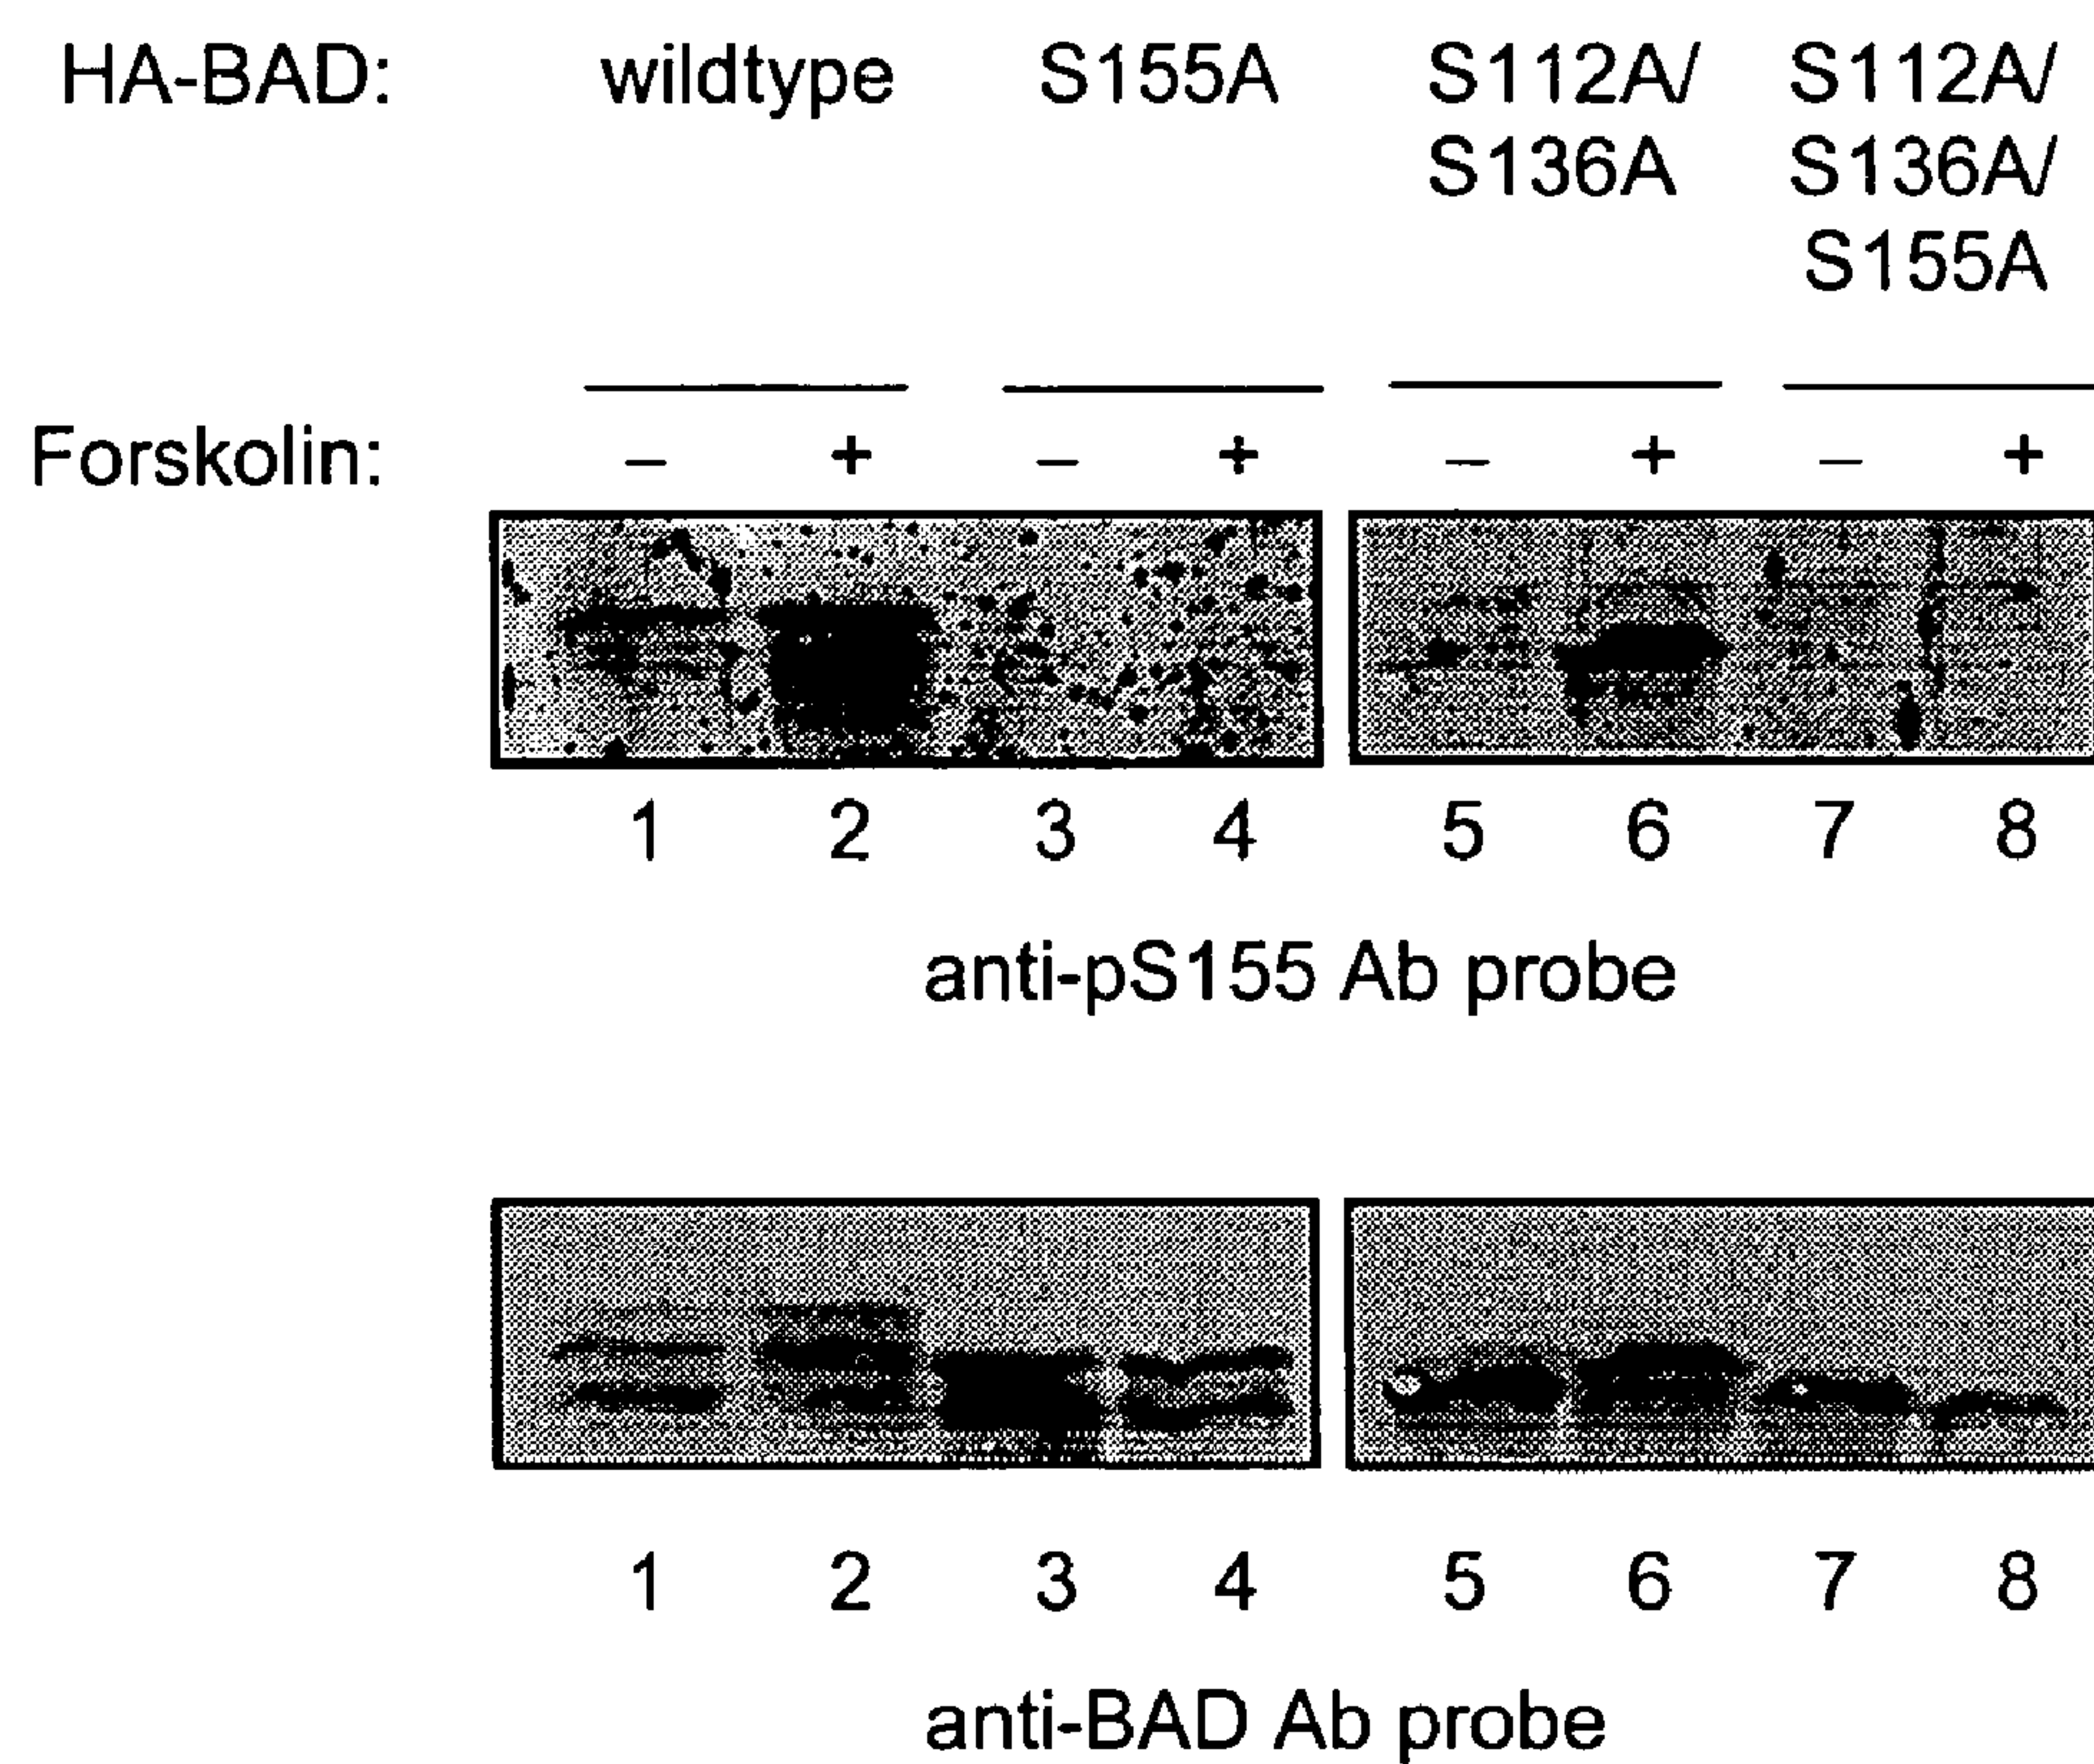 HA-BAD: wildtype S155A S112A/ S112A/
S136A S136A/
S155A
Forskolin: – + – + – + – +
1 2 3 4 5 6 7 8
anti-pS155 Ab probe
1 2 3 4 5 6 7 8
anti-BAD Ab probe